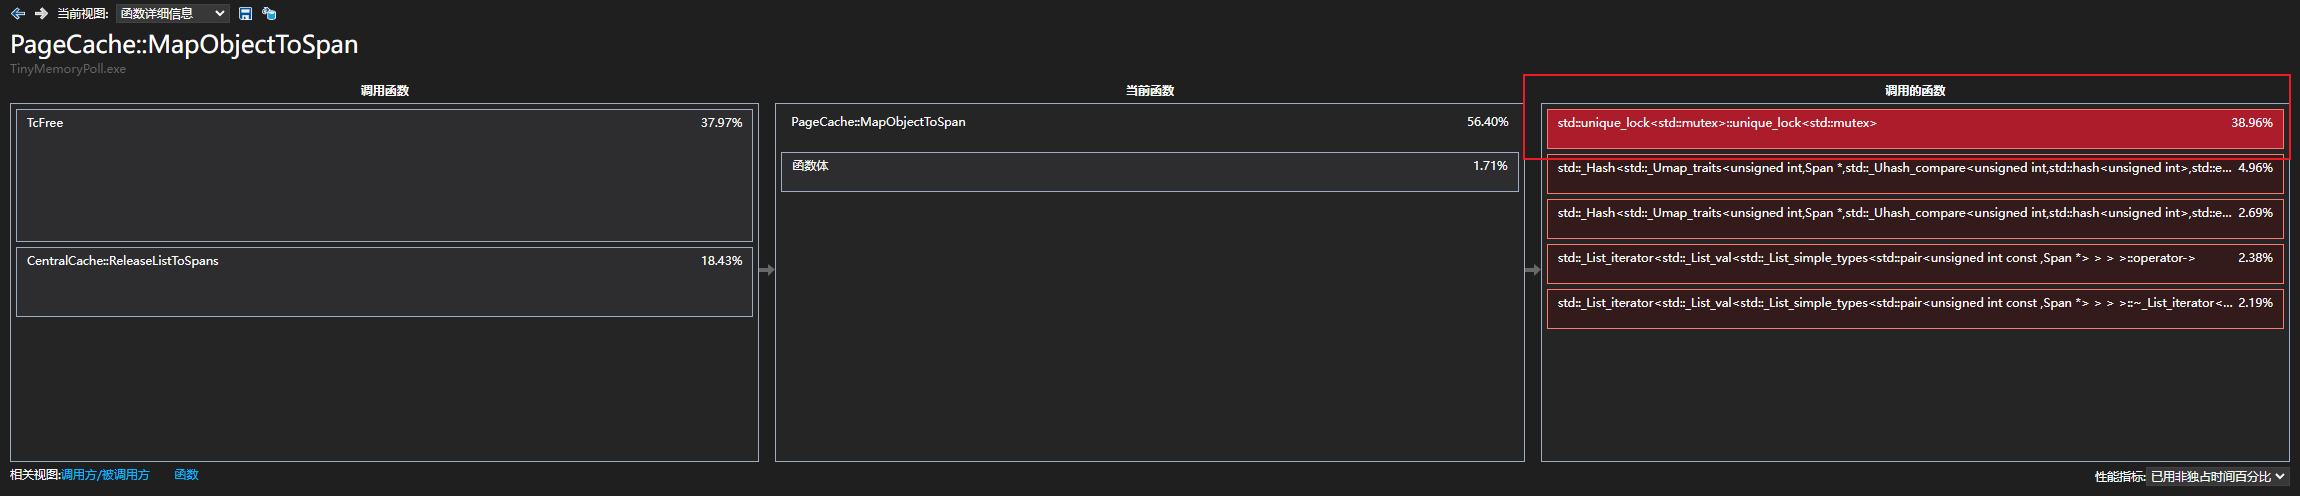 当前视图: 函数详细信息
PageCache::MapObjectToSpan
TinyMemoryPoll.exe
调用函数
TcFree 37.97%
CentralCache::ReleaseListToSpans 18.43%
当前函数
PageCache::MapObjectToSpan 56.40%
函数体 1.71%
调用的函数
std::unique_lock<std::mutex>::unique_lock<std::mutex> 38.96%
std::_Hash<std::_Umap_traits<unsigned int,Span *,std::_Uhash_compare<unsigned int,std::hash<unsigned int>,std::e... 4.96%
std::_Hash<std::_Umap_traits<unsigned int,Span *,std::_Uhash_compare<unsigned int,std::hash<unsigned int>,std::e... 2.69%
std::_List_iterator<std::_List_val<std::_List_simple_types<std::pair<unsigned int const ,Span *> > > >::operator-> 2.38%
std::_List_iterator<std::_List_val<std::_List_simple_types<std::pair<unsigned int const ,Span *> > > >::~_List_iterator<... 2.19%
相关视图:调用方/被调用方 函数
性能指标: 已用非独占时间百分比